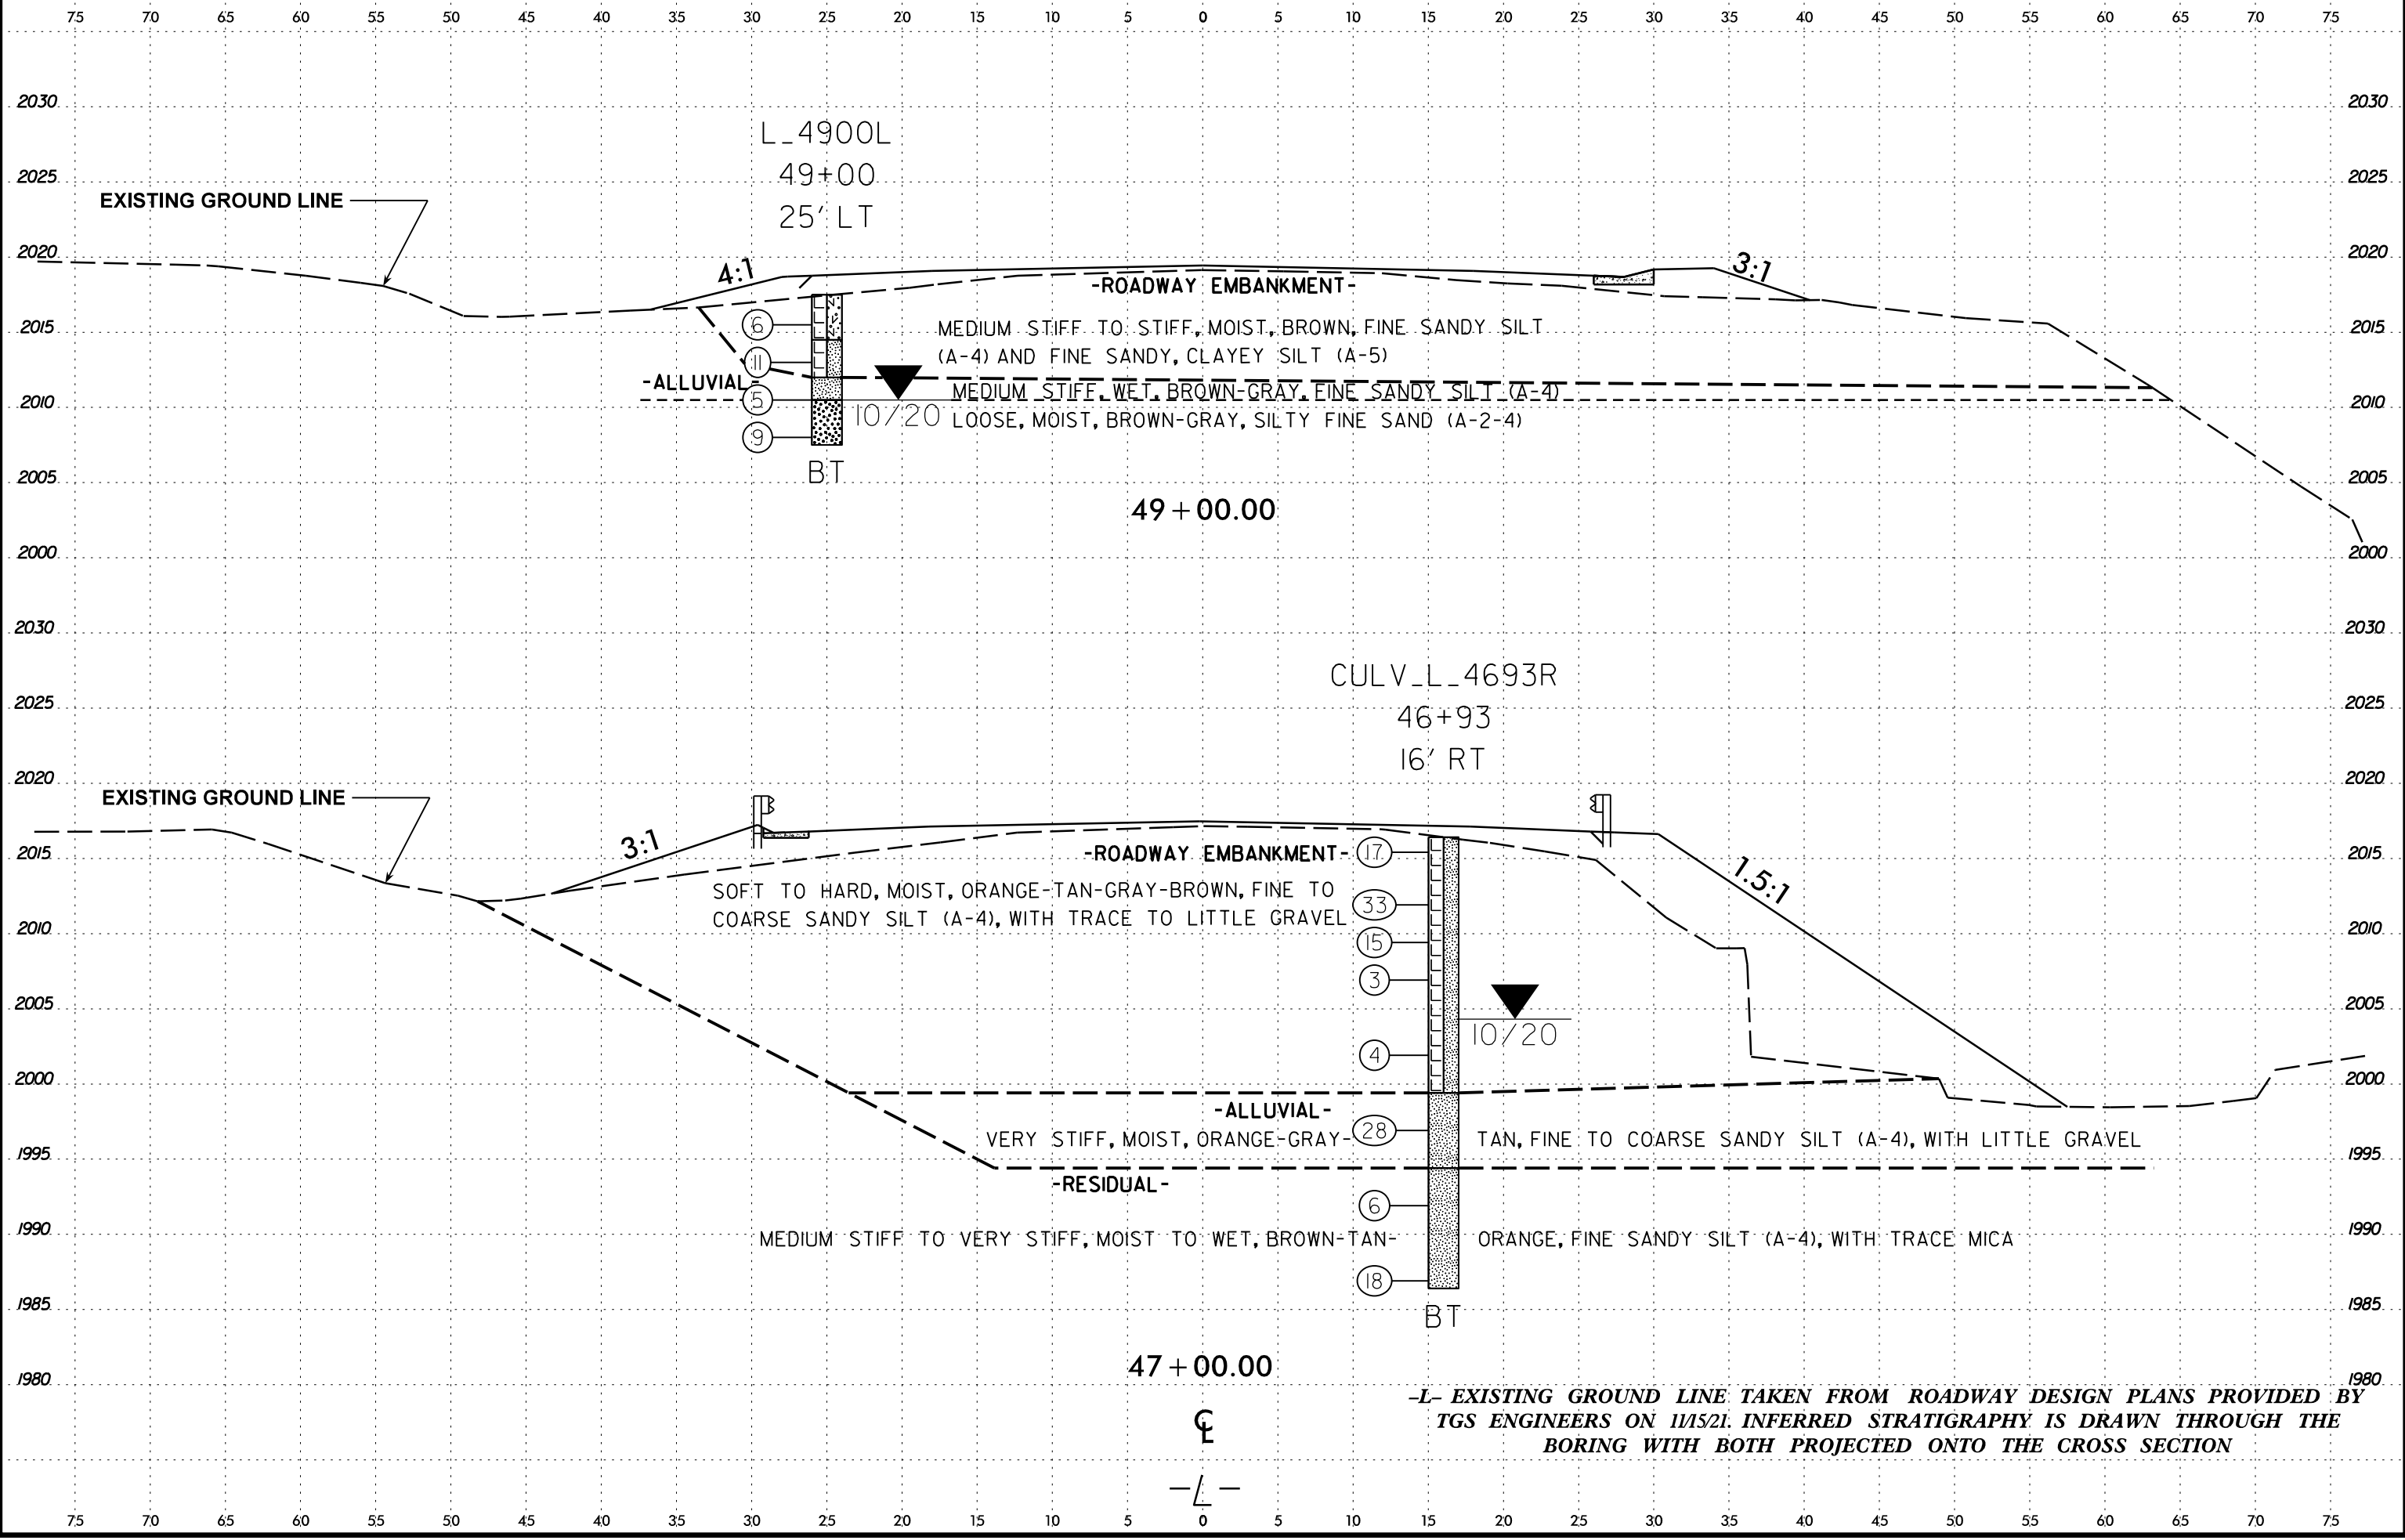 75 70 65 60 55 50 45 40 35 30 25 20 15 10 5 0 5 10 15 20 25 30 35 40 45 50 55 60 65 70 75
2030 2030
L_4900L
49+00
25' LT
2025 2025
EXISTING GROUND LINE
2020 2020
4:1
3:1
-ROADWAY EMBANKMENT-
6
MEDIUM STIFF TO STIFF, MOIST, BROWN, FINE SANDY SILT
(A-4) AND FINE SANDY, CLAYEY SILT (A-5)
2015 2015
11
-ALLUVIAL-
MEDIUM STIFF, WET, BROWN-GRAY, FINE SANDY SILT (A-4)
5
2010 2010
10/20
LOOSE, MOIST, BROWN-GRAY, SILTY FINE SAND (A-2-4)
9
BT
2005 2005
49+00.00
2000 2000
2030 2030
CULV_L_4693R
46+93
16' RT
2025 2025
2020 2020
EXISTING GROUND LINE
3:1
-ROADWAY EMBANKMENT-
17
2015 2015
1.5:1
SOFT TO HARD, MOIST, ORANGE-TAN-GRAY-BROWN, FINE TO
COARSE SANDY SILT (A-4), WITH TRACE TO LITTLE GRAVEL
33
2010 2010
15
3
2005 2005
10/20
4
2000 2000
-ALLUVIAL-
VERY STIFF, MOIST, ORANGE-GRAY- 28 TAN, FINE TO COARSE SANDY SILT (A-4), WITH LITTLE GRAVEL
1995 1995
-RESIDUAL-
6
1990 1990
MEDIUM STIFF TO VERY STIFF, MOIST TO WET, BROWN-TAN- ORANGE, FINE SANDY SILT (A-4), WITH TRACE MICA
18
1985 1985
BT
47+00.00
1980 1980
-L- EXISTING GROUND LINE TAKEN FROM ROADWAY DESIGN PLANS PROVIDED BY
TGS ENGINEERS ON 11/15/21. INFERRED STRATIGRAPHY IS DRAWN THROUGH THE
BORING WITH BOTH PROJECTED ONTO THE CROSS SECTION
℄
-L-
75 70 65 60 55 50 45 40 35 30 25 20 15 10 5 0 5 10 15 20 25 30 35 40 45 50 55 60 65 70 75